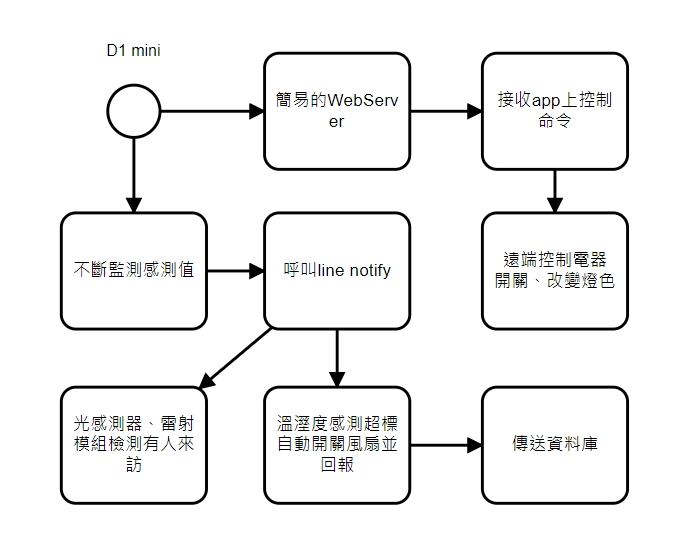 D1 mini
簡易的WebServ
er
接收app上控制
命令
不斷監測感測值
呼叫line notify
遠端控制電器
開關、改變燈色
光感測器、雷射
模組檢測有人來
訪
溫溼度感測超標
自動開關風扇並
回報
傳送資料庫